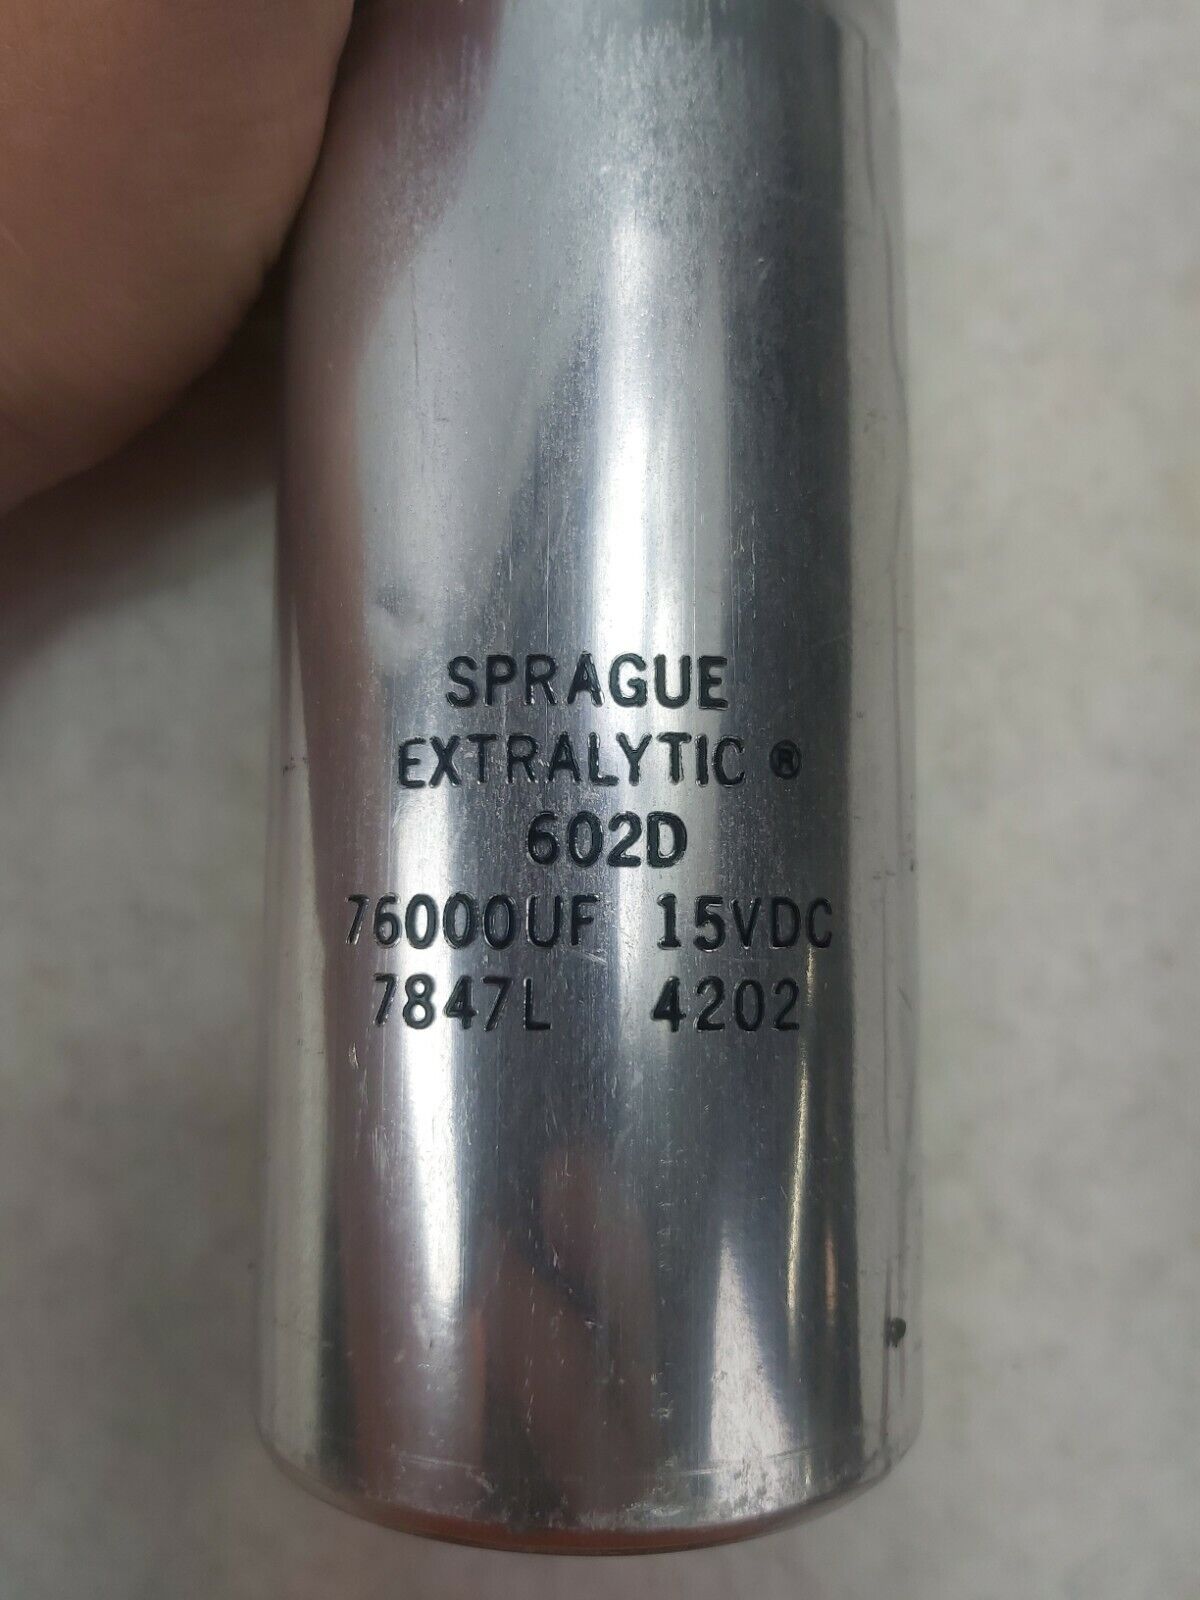 SPRAGUE
EXTRALYTIC ®
602D
76000UF 15VDC
7847L 4202